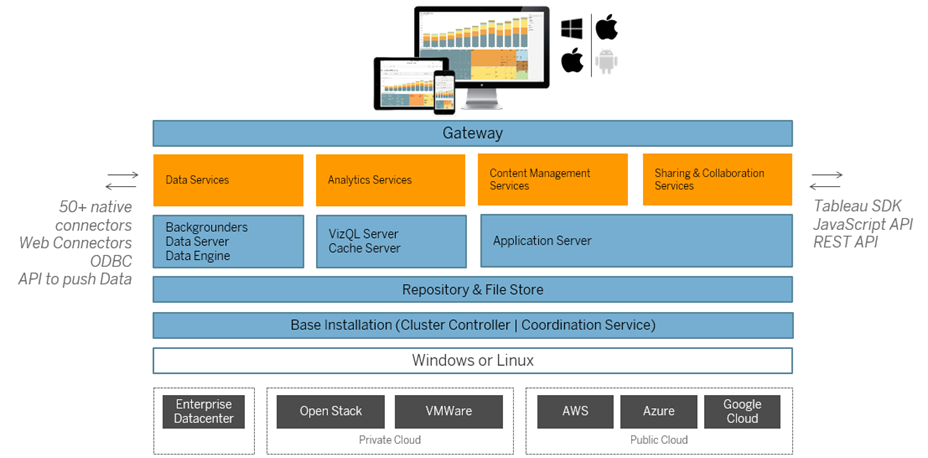 Gateway
Data Services
Analytics Services
Content Management
Services
Sharing & Collaboration
Services
50+ native
connectors
Web Connectors
ODBC
API to push Data
Backgrounders
Data Server
Data Engine
VizQL Server
Cache Server
Application Server
Tableau SDK
JavaScript API
REST API
Repository & File Store
Base Installation (Cluster Controller | Coordination Service)
Windows or Linux
Enterprise
Datacenter
Open Stack
VMWare
Private Cloud
AWS
Azure
Google
Cloud
Public Cloud